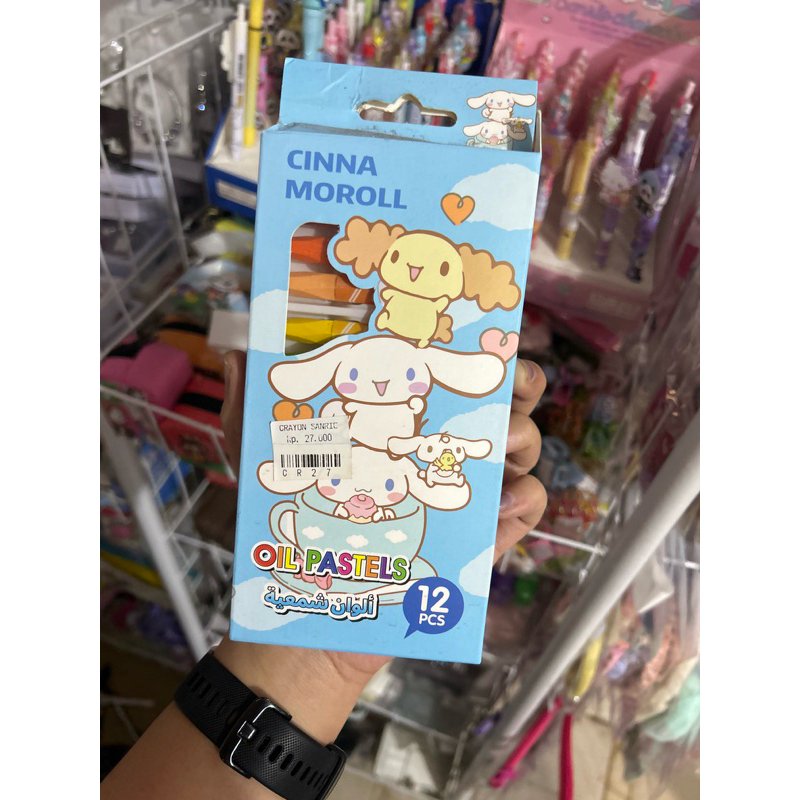 CINNA
MOROLL
CRAYON SANRIO
Rp. 27.000
CR27
OIL PASTELS
ألوان شمعية
12
PCS